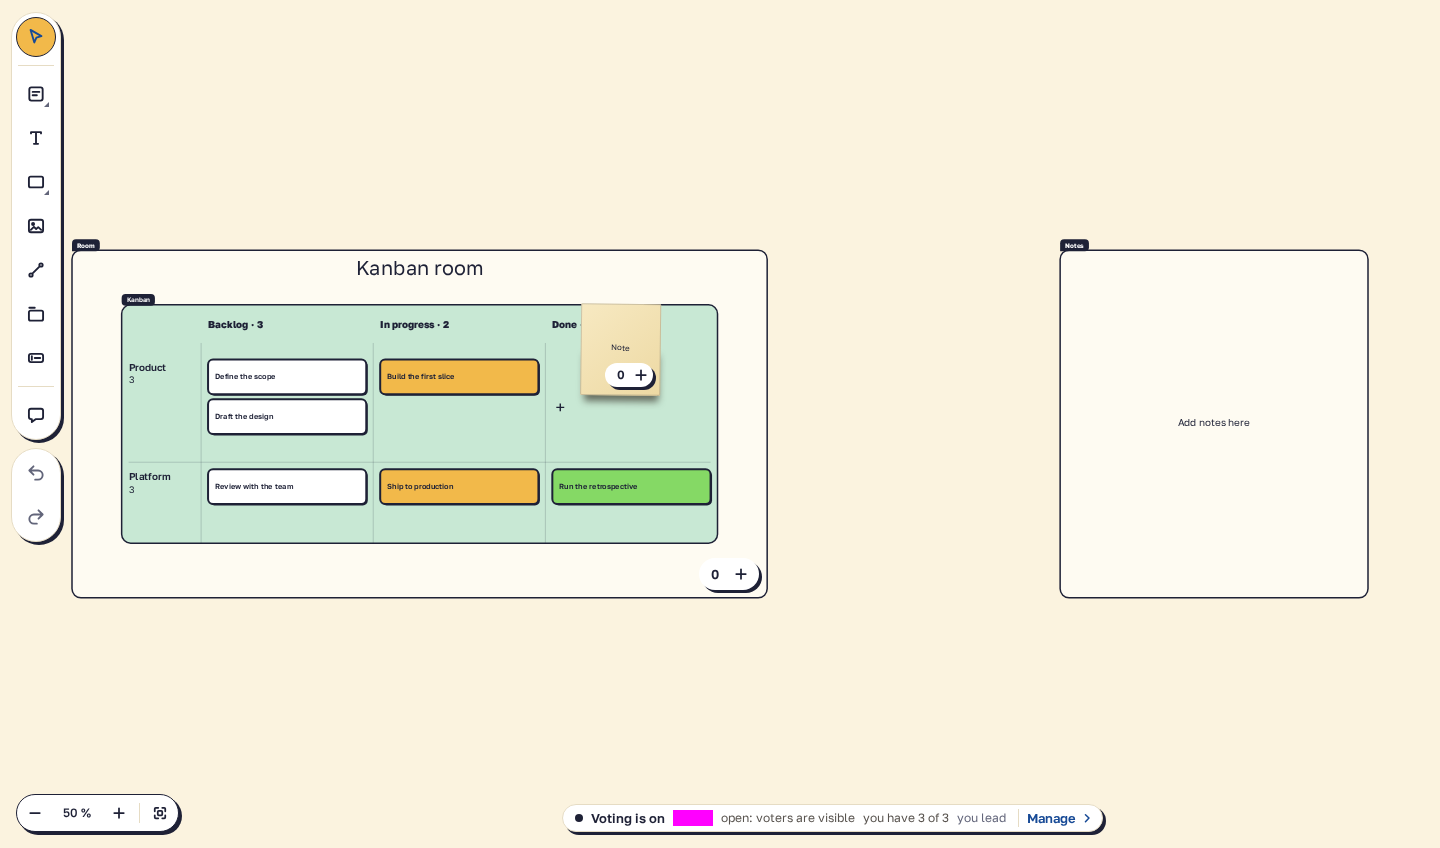 Room
Kanban room
Kanban
Backlog · 3
In progress · 2
Done
Product
3
Define the scope
Draft the design
Build the first slice
Note
0
Platform
3
Review with the team
Ship to production
Run the retrospective
0
Notes
Add notes here
50 %
Voting is on
open: voters are visible
you have 3 of 3
you lead
Manage